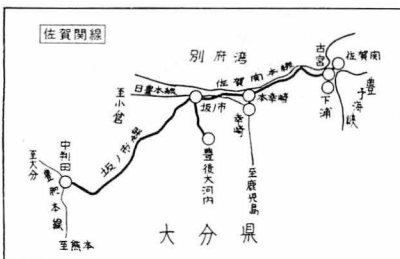 佐賀関線
別府湾
古宮
佐賀関
佐賀関本線
日豊本線
至小倉
坂ノ市
本幸崎
幸崎
下浦
豊予海峡
坂ノ市線
豊後大河内
至鹿児島
中判田
至大分
豊肥本線
至熊本
大分県